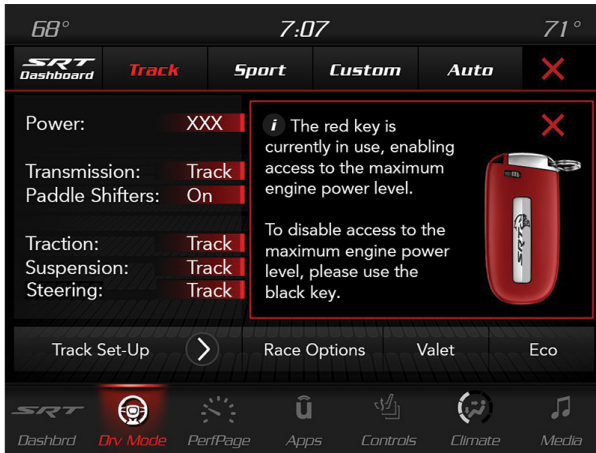 68° 7:07 71°
SRT Dashboard Track Sport Custom Auto
Power: XXX
Transmission: Track
Paddle Shifters: On
Traction: Track
Suspension: Track
Steering: Track
i The red key is
currently in use, enabling
access to the maximum
engine power level.
To disable access to the
maximum engine power
level, please use the
black key.
SRT
Track Set-Up Race Options Valet Eco
SRT
Dashbrd Drv Mode PerfPage Apps Controls Climate Media